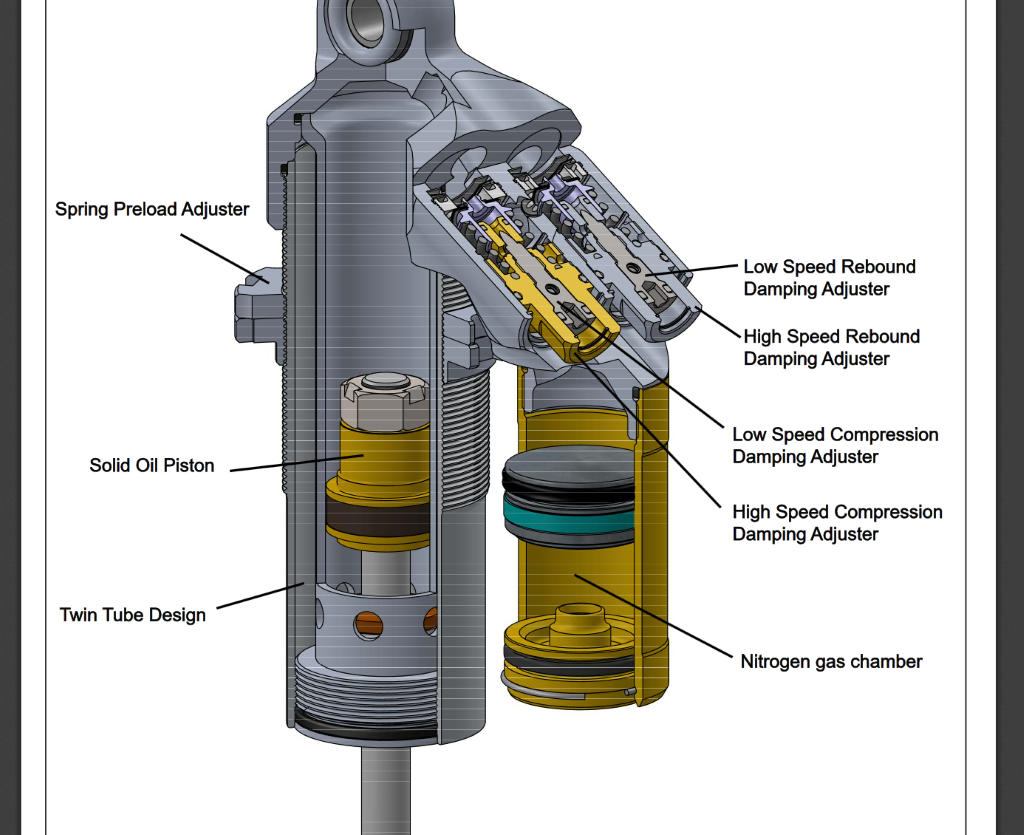 Spring Preload Adjuster
Low Speed Rebound
Damping Adjuster
High Speed Rebound
Damping Adjuster
Low Speed Compression
Damping Adjuster
Solid Oil Piston
High Speed Compression
Damping Adjuster
Twin Tube Design
Nitrogen gas chamber